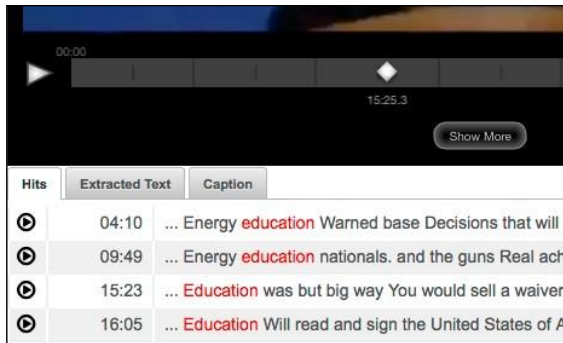 00:00
15:25.3
Show More
Hits Extracted Text Caption
04:10 ... Energy education Warned base Decisions that will
09:49 ... Energy education nationals. and the guns Real ach
15:23 ... Education was but big way You would sell a waiver
16:05 ... Education Will read and sign the United States of A